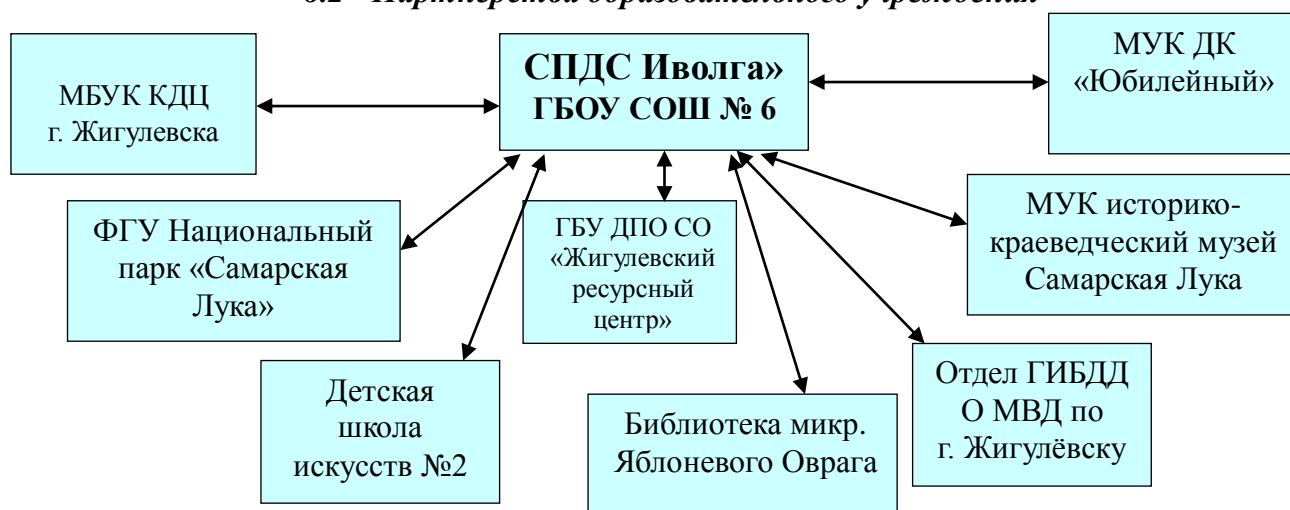 СПДС Иволга»
ГБОУ СОШ № 6
МУК ДК
«Юбилейный»
МБУК КДЦ
г. Жигулевска
ФГУ Национальный
парк «Самарская
Лука»
ГБУ ДПО СО
«Жигулевский
ресурсный
центр»
МУК историко-
краеведческий музей
Самарская Лука
Детская
школа
искусств №2
Библиотека микр.
Яблоневого Оврага
Отдел ГИБДД
О МВД по
г. Жигулёвску